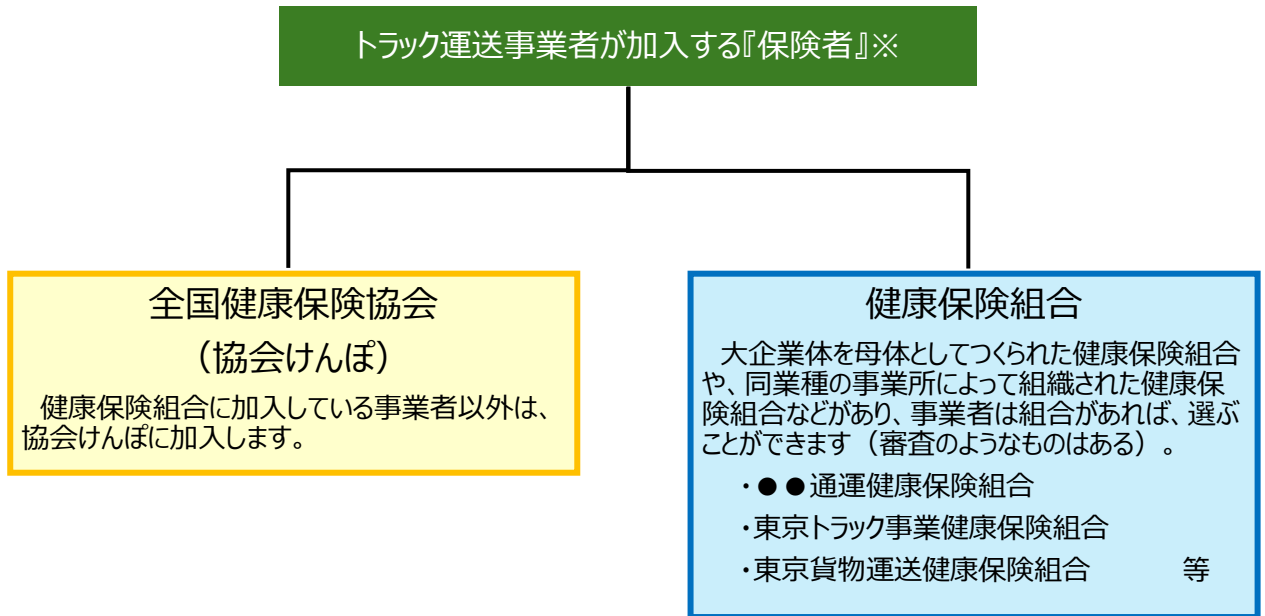 トラック運送事業者が加入する『保険者』※
全国健康保険協会
（協会けんぽ）
健康保険組合に加入している事業者以外は、
協会けんぽに加入します。
健康保険組合
大企業体を母体としてつくられた健康保険組合
や、同業種の事業所によって組織された健康保
険組合などがあり、事業者は組合があれば、選ぶ
ことができます（審査のようなものはある）。
・●●通運健康保険組合
・東京トラック事業健康保険組合
・東京貨物運送健康保険組合　　　等